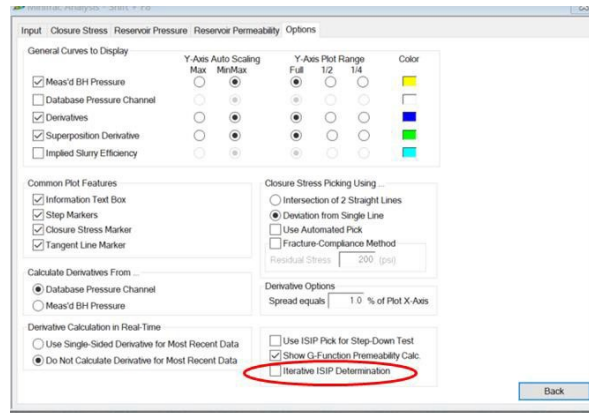 Minifrac Analysis - Shift + F8
Input Closure Stress Reservoir Pressure Reservoir Permeability Options
General Curves to Display
Y-Axis Auto Scaling Y-Axis Plot Range Color
Max MinMax Full 1/2 1/4
Meas'd BH Pressure
Database Pressure Channel
Derivatives
Superposition Derivative
Implied Slurry Efficiency
Common Plot Features
Information Text Box
Step Markers
Closure Stress Marker
Tangent Line Marker
Closure Stress Picking Using ...
Intersection of 2 Straight Lines
Deviation from Single Line
Use Automated Pick
Fracture-Compliance Method
Residual Stress 200 (psi)
Calculate Derivatives From ...
Database Pressure Channel
Meas'd BH Pressure
Derivative Options
Spread equals 1.0 % of Plot X-Axis
Derivative Calculation in Real-Time
Use Single-Sided Derivative for Most Recent Data
Do Not Calculate Derivative for Most Recent Data
Use ISIP Pick for Step-Down Test
Show G-Function Premeability Calc.
Iterative ISIP Determination
Back